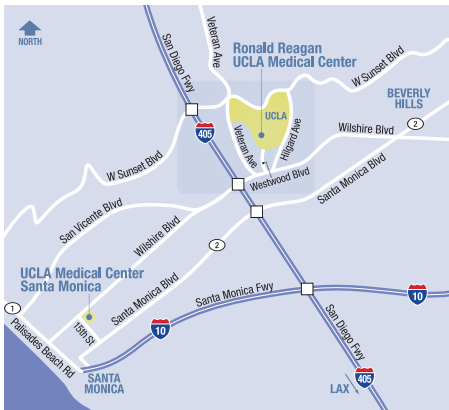 NORTH
Veteran Ave
San Diego Fwy
Ronald Reagan
UCLA Medical Center
W Sunset Blvd
BEVERLY
HILLS
UCLA
405
2
Veteran Ave
Hilgard Ave
Wilshire Blvd
W Sunset Blvd
Westwood Blvd
Santa Monica Blvd
San Vicente Blvd
Wilshire Blvd
2
UCLA Medical Center
Santa Monica
Santa Monica Blvd
Santa Monica Fwy
10
1
Palisades Beach Rd
15th St
10
San Diego Fwy
SANTA
MONICA
LAX
405